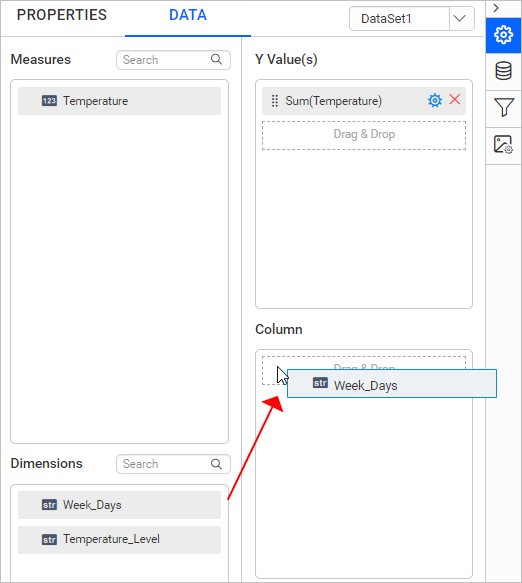 PROPERTIES
DATA
DataSet1
Measures
Search
123 Temperature
Y Value(s)
Sum(Temperature)
Drag & Drop
Column
Drag & Drop
str Week_Days
Dimensions
Search
str Week_Days
str Temperature_Level